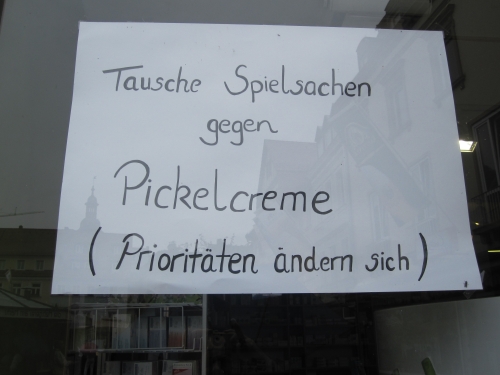 Tausche Spielsachen
gegen
Pickelcreme
(Prioritäten ändern sich)